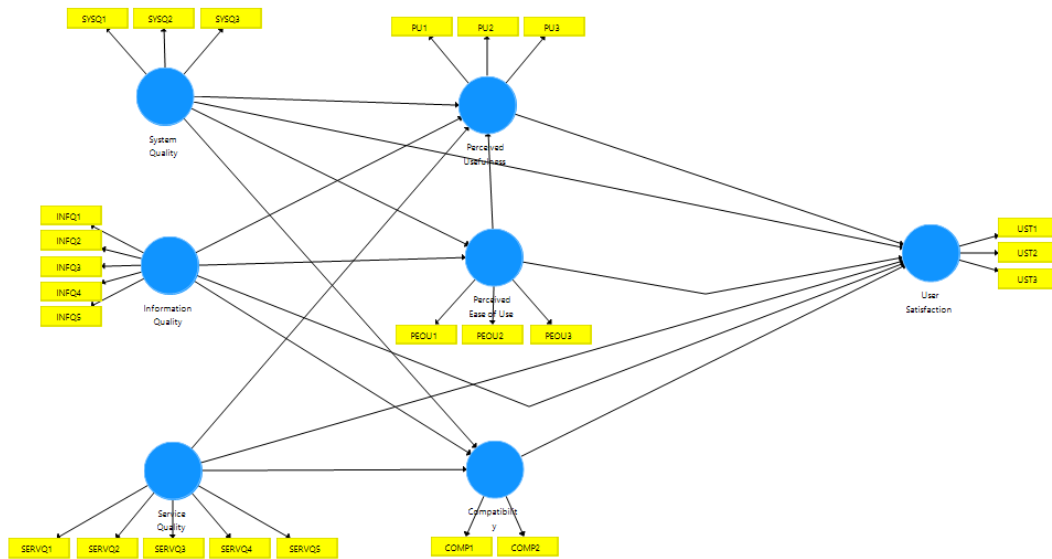 SYSQ1
SYSQ2
SYSQ3
PU1
PU2
PU3
System
Quality
Perceived
Usefulness
INFQ1
INFQ2
INFQ3
INFQ4
INFQ5
Information
Quality
Perceived
Ease of Use
PEOU1
PEOU2
PEOU3
UST1
UST2
UST3
User
Satisfaction
Service
Quality
Compatibilit
y
SERVQ1
SERVQ2
SERVQ3
SERVQ4
SERVQ5
COMP1
COMP2